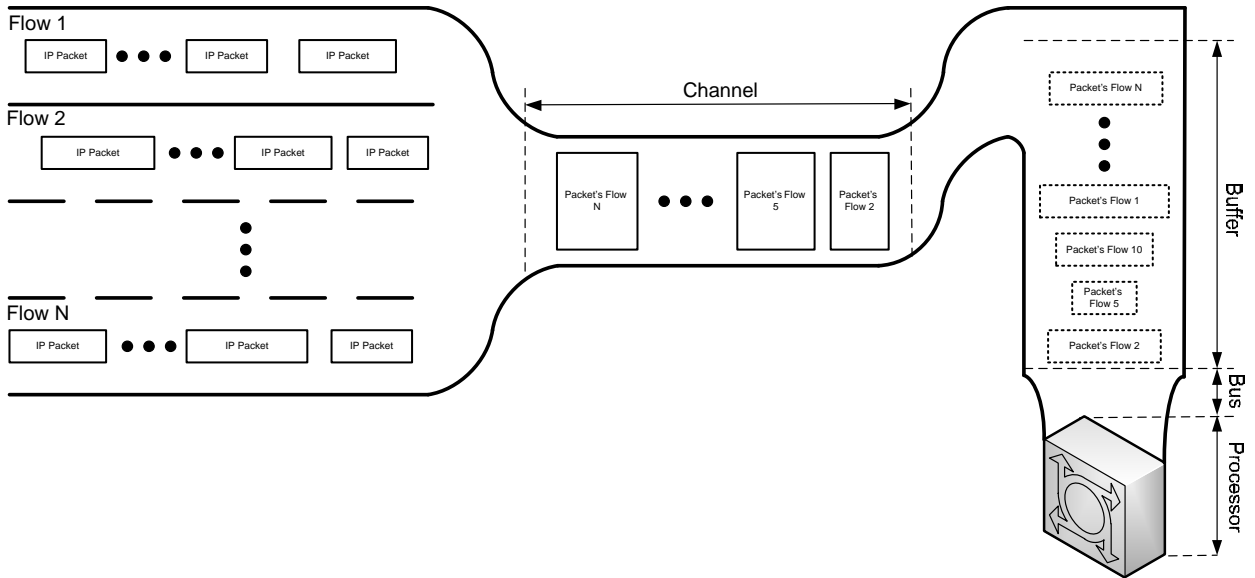 Flow 1
IP Packet
IP Packet
IP Packet
Flow 2
IP Packet
IP Packet
IP Packet
Flow N
IP Packet
IP Packet
IP Packet
Channel
Packet's Flow
N
Packet's Flow
5
Packet's
Flow 2
Packet's Flow N
Packet's Flow 1
Packet's Flow 10
Packet's
Flow 5
Packet's Flow 2
Buffer
Bus
Processor